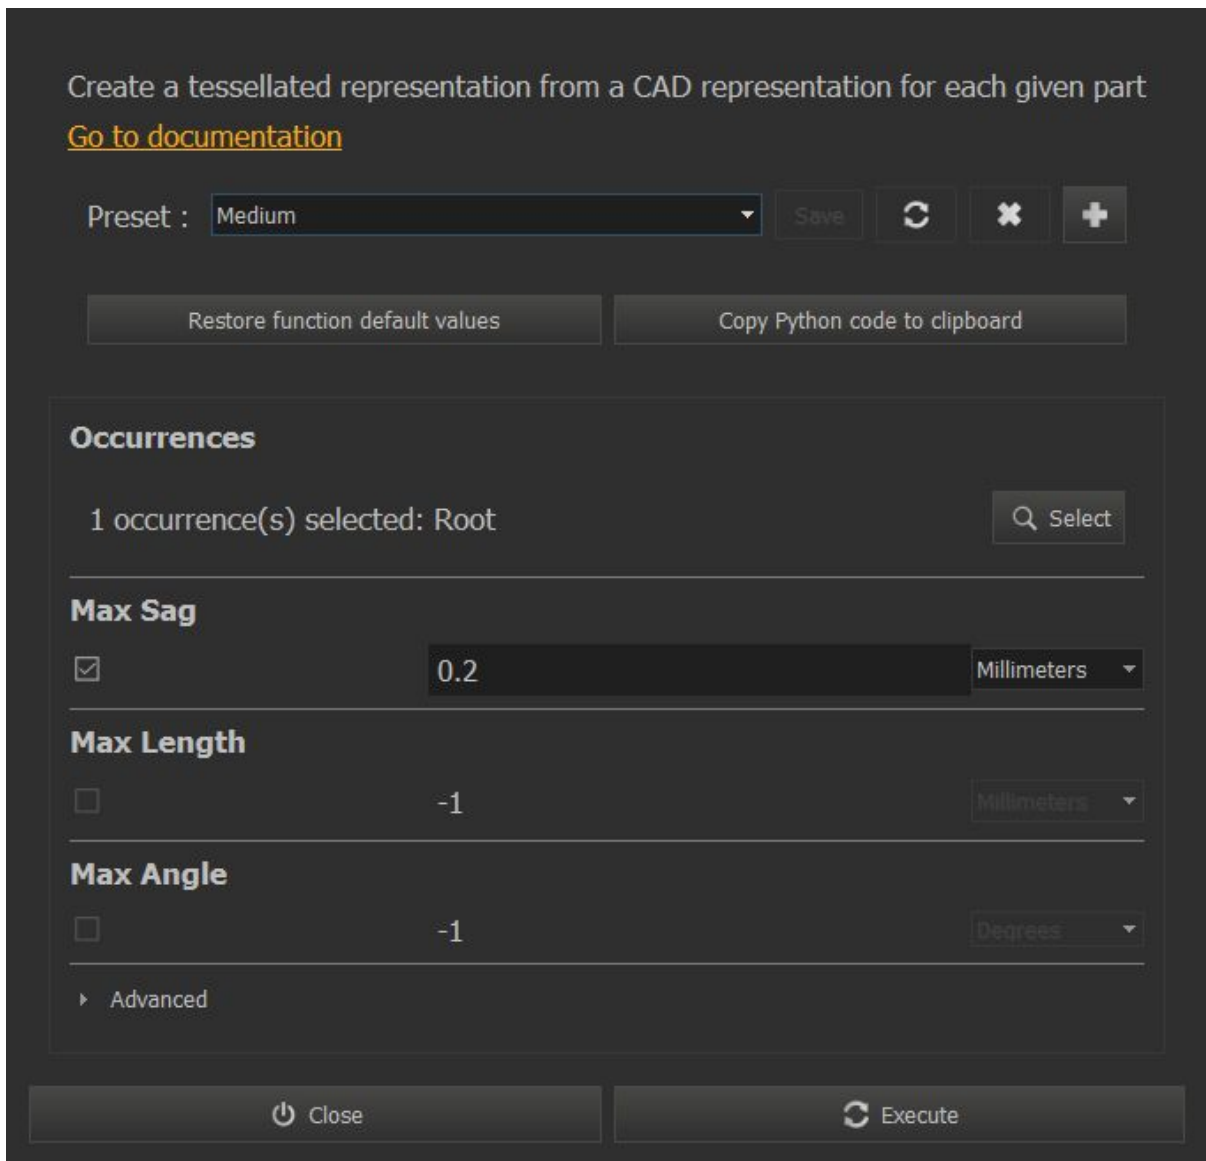 Create a tessellated representation from a CAD representation for each given part
Go to documentation
Preset : Medium Save
Restore function default values Copy Python code to clipboard
Occurrences
1 occurrence(s) selected: Root Select
Max Sag
0.2 Millimeters
Max Length
-1 Millimeters
Max Angle
-1 Degrees
Advanced
Close Execute